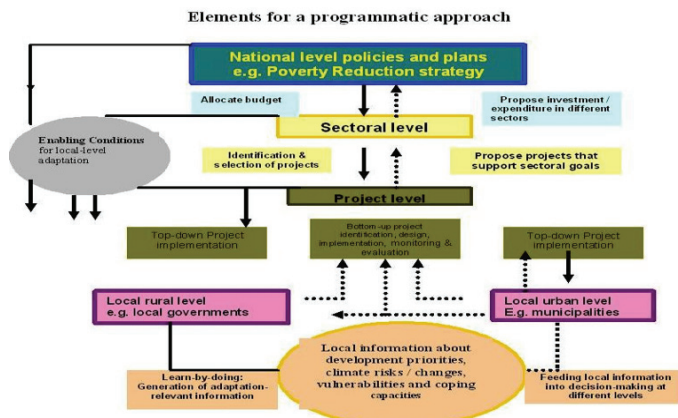 Elements for a programmatic approach
National level policies and plans
e.g. Poverty Reduction strategy
Allocate budget
Propose investment /
expenditure in different
sectors
Sectoral level
Enabling Conditions
for local-level
adaptation
Identification &
selection of projects
Propose projects that
support sectoral goals
Project level
Top-down Project
implementation
Bottom-up project
identification, design,
implementation, monitoring &
evaluation
Top-down Project
implementation
Local rural level
e.g. local governments
Local urban level
E.g. municipalities
Local information about
development priorities,
climate risks / changes,
vulnerabilities and coping
capacities
Learn-by-doing:
Generation of adaptation-
relevant information
Feeding local information
into decision-making at
different levels